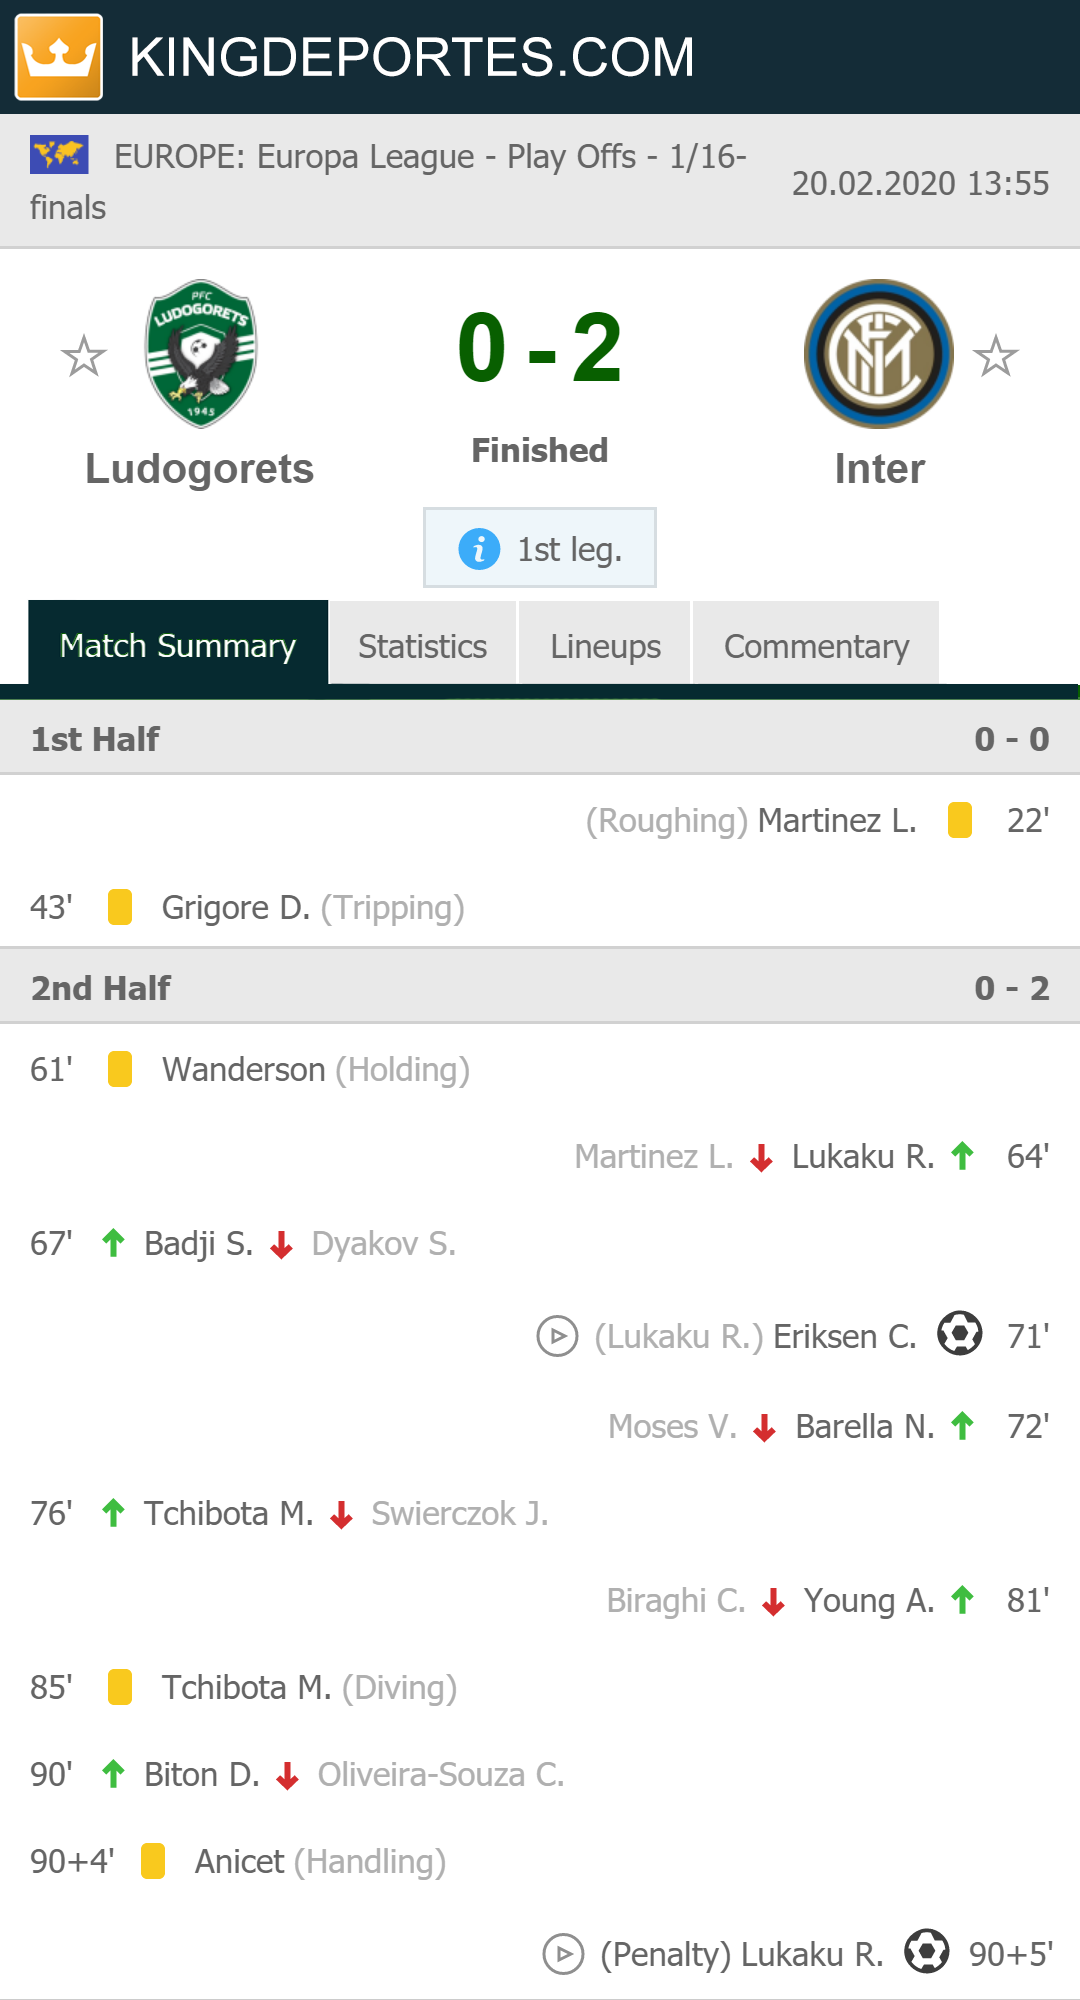 KINGDEPORTES.COM
EUROPE: Europa League - Play Offs - 1/16-
finals
20.02.2020 13:55
PFC
LUDOGORETS
1945
0 - 2
Finished
Ludogorets
Inter
1st leg.
Match Summary Statistics Lineups Commentary
1st Half 0 - 0
(Roughing) Martinez L. 22'
43' Grigore D. (Tripping)
2nd Half 0 - 2
61' Wanderson (Holding)
Martinez L. Lukaku R. 64'
67' Badji S. Dyakov S.
(Lukaku R.) Eriksen C. 71'
Moses V. Barella N. 72'
76' Tchibota M. Swierczok J.
Biraghi C. Young A. 81'
85' Tchibota M. (Diving)
90' Biton D. Oliveira-Souza C.
90+4' Anicet (Handling)
(Penalty) Lukaku R. 90+5'